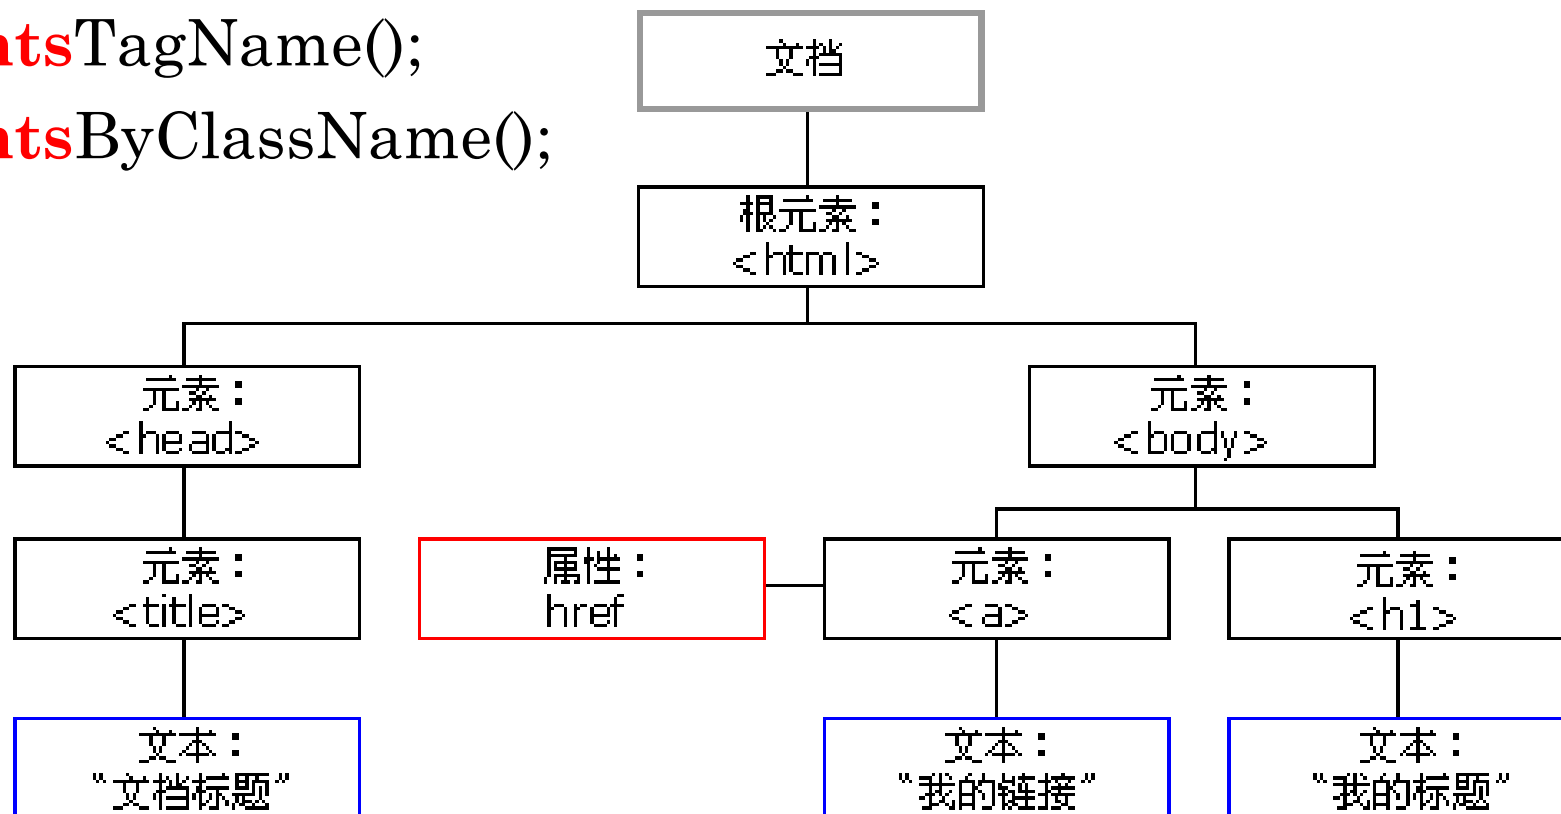 ntsTagName();
ntsByClassName();
文档
根元素：
<html>
元素：
<head>
元素：
<body>
元素：
<title>
属性：
href
元素：
<a>
元素：
<h1>
文本：
“文档标题”
文本：
“我的链接”
文本：
“我的标题”